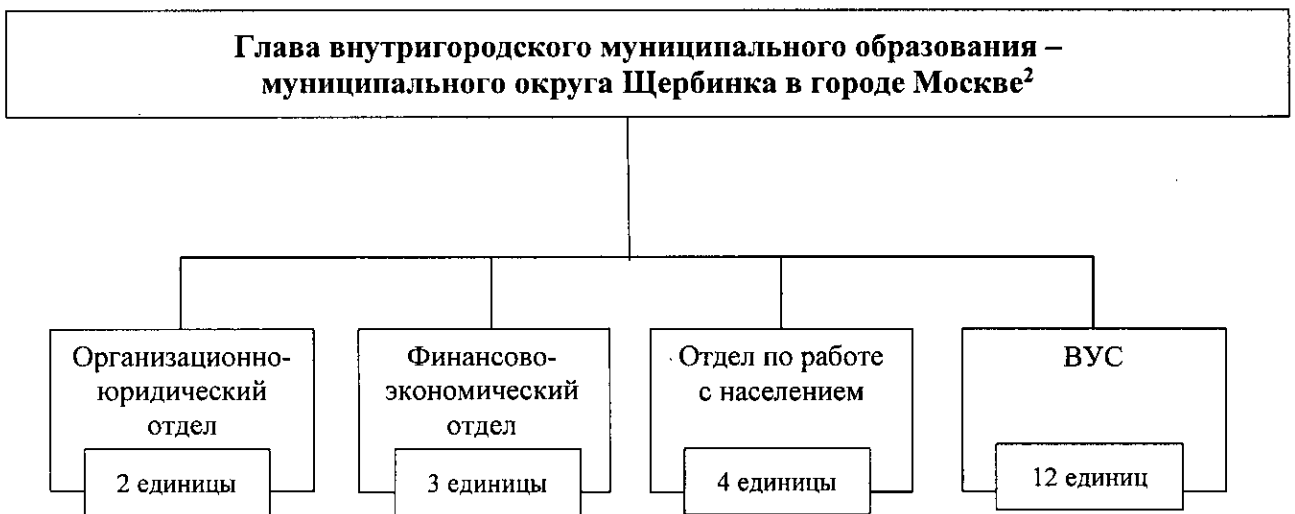 Глава внутригородского муниципального образования –
муниципального округа Щербинка в городе Москве²
Организационно-
юридический
отдел
2 единицы
Финансово-
экономический
отдел
3 единицы
Отдел по работе
с населением
4 единицы
ВУС
12 единиц